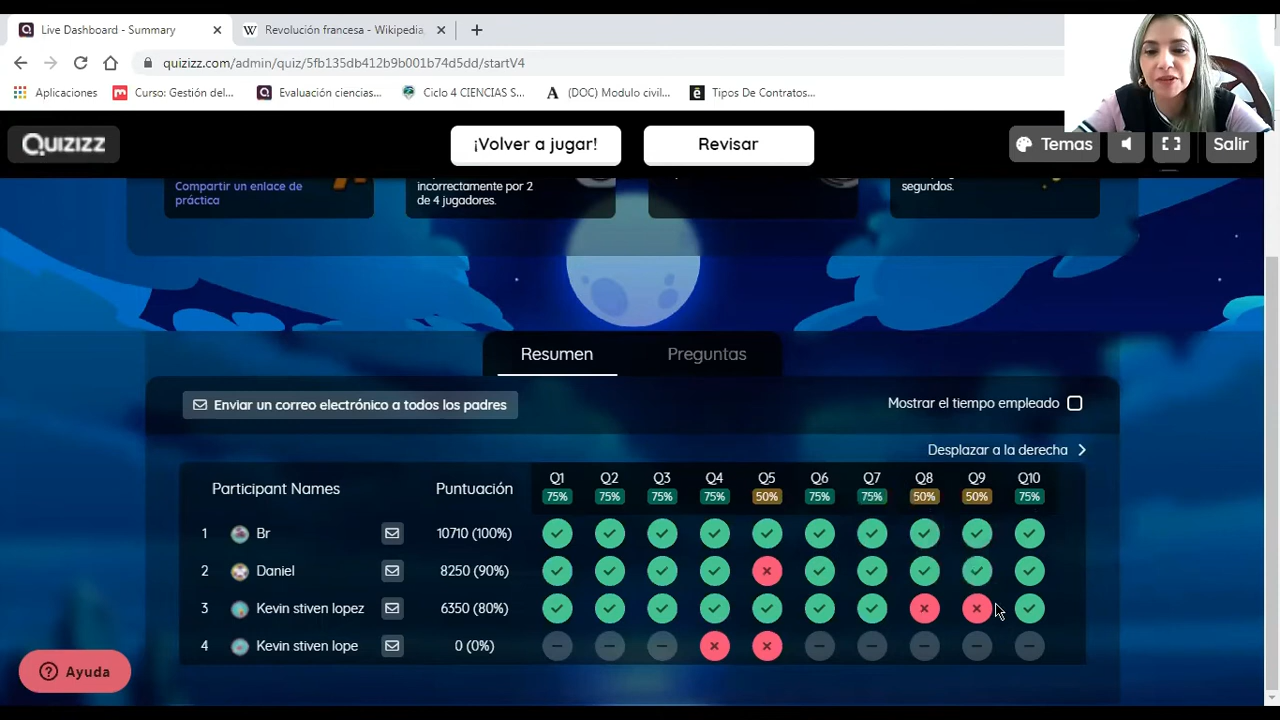 Live Dashboard - Summary
Revolución francesa - Wikipedia,
quizizz.com/admin/quiz/5fb135db412b9b001b74d5dd/startV4
Aplicaciones
Curso: Gestión del...
Evaluación ciencias...
Ciclo 4 CIENCIAS S...
(DOC) Modulo civil...
Tipos De Contratos...
Quizizz
¡Volver a jugar!
Revisar
Temas
Salir
Compartir un enlace de
práctica
incorrectamente por 2
de 4 jugadores.
segundos.
Resumen
Preguntas
Enviar un correo electrónico a todos los padres
Mostrar el tiempo empleado
Desplazar a la derecha
Participant Names Puntuación Q1 Q2 Q3 Q4 Q5 Q6 Q7 Q8 Q9 Q10
75% 75% 75% 75% 50% 75% 75% 50% 50% 75%
1 Br 10710 (100%)
2 Daniel 8250 (90%)
3 Kevin stiven lopez 6350 (80%)
4 Kevin stiven lope 0 (0%)
Ayuda